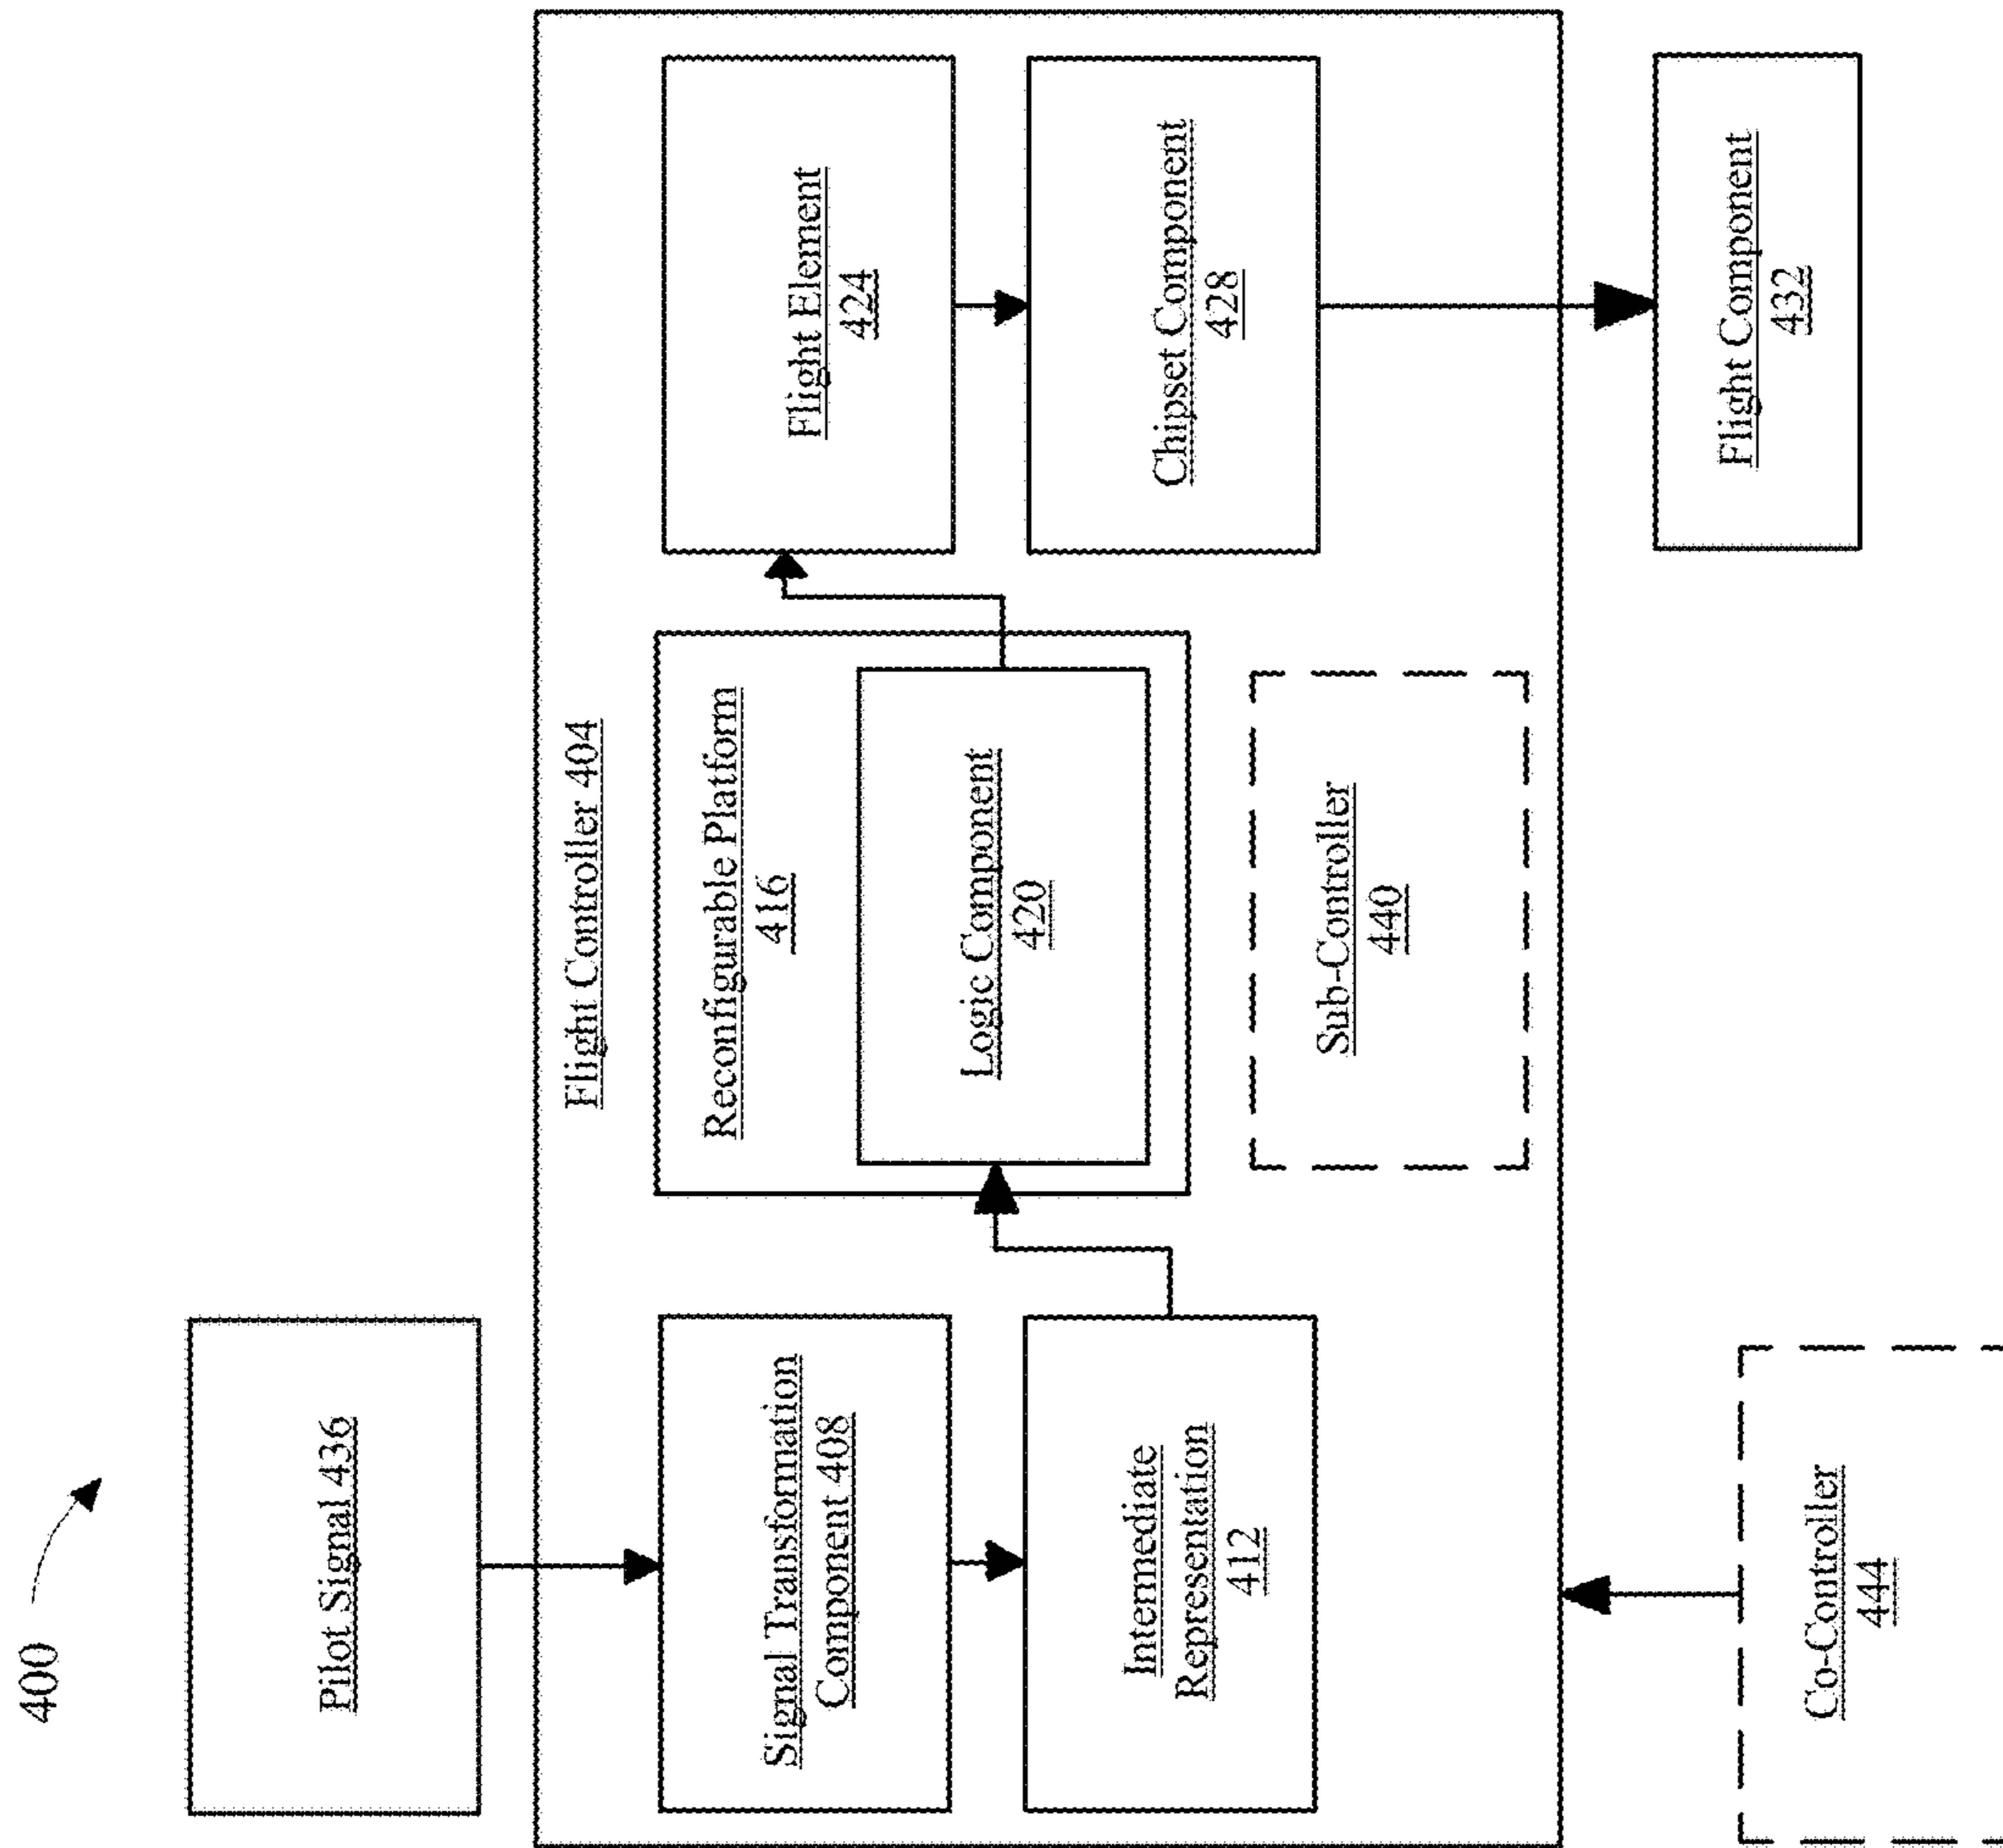 400
Pilot Signal 436
Flight Controller 404
Signal Transformation
Component 408
Intermediate
Representation
412
Reconfigurable Platform
416
Logic Component
420
Sub-Controller
440
Flight Element
424
Chipset Component
428
Co-Controller
444
Flight Component
432